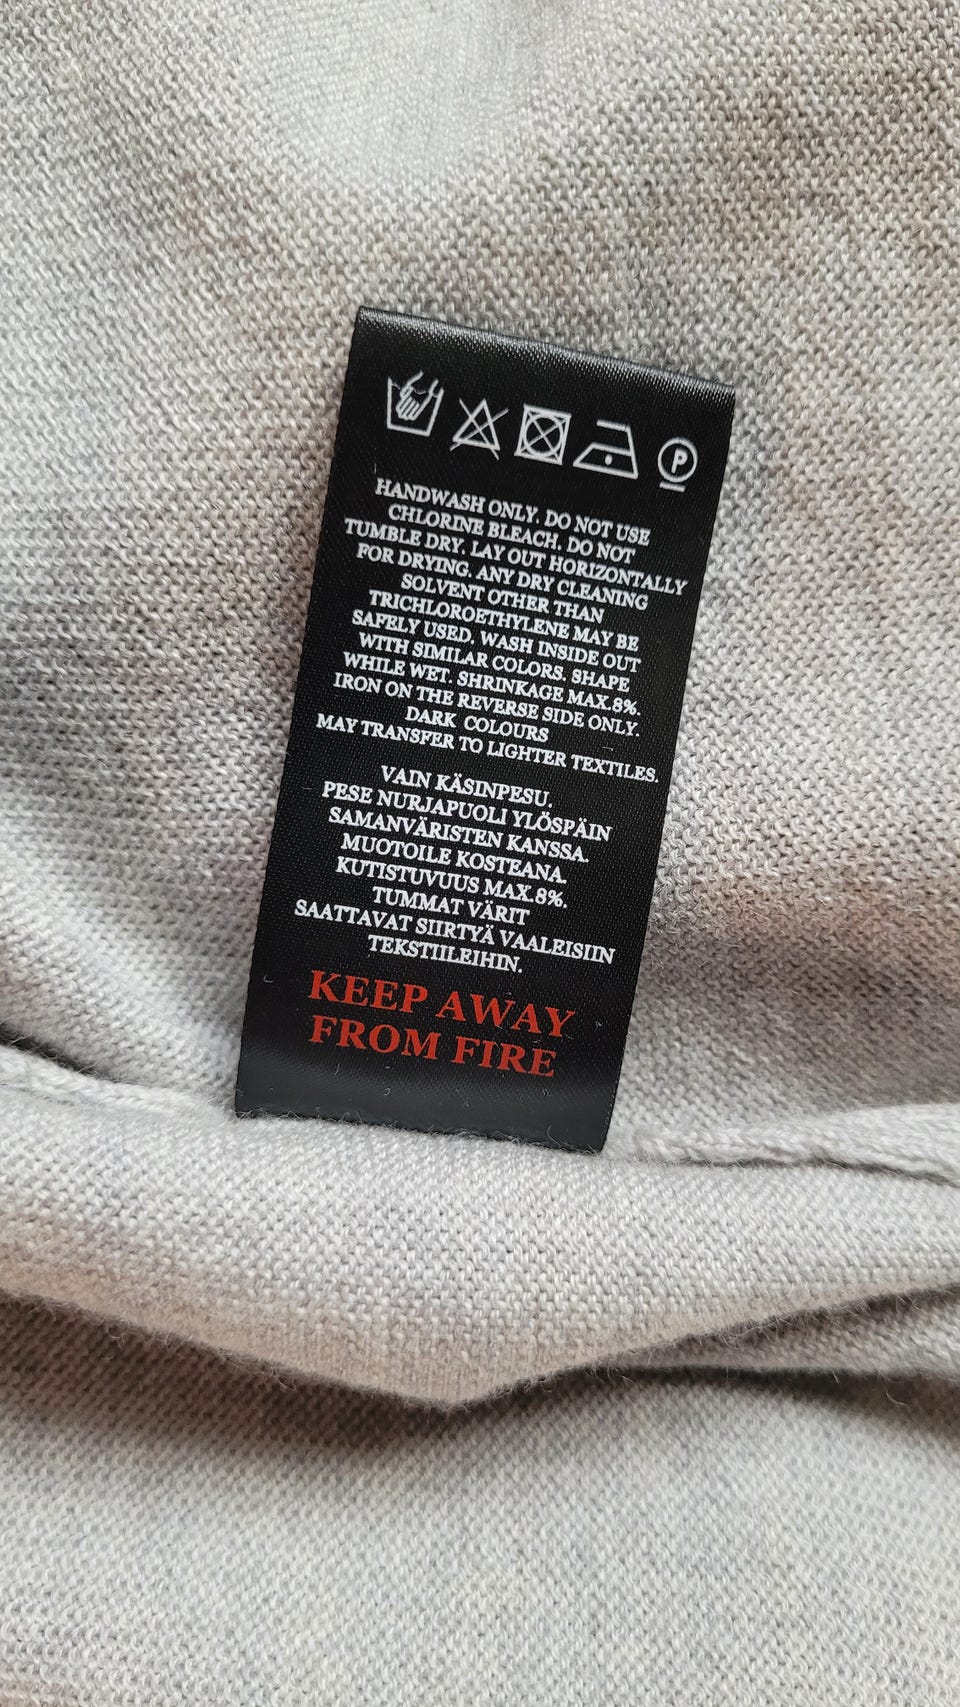 P
HANDWASH ONLY. DO NOT USE
CHLORINE BLEACH. DO NOT
TUMBLE DRY. LAY OUT HORIZONTALLY
FOR DRYING. ANY DRY CLEANING
SOLVENT OTHER THAN
TRICHLOROETHYLENE MAY BE
SAFELY USED. WASH INSIDE OUT
WITH SIMILAR COLORS. SHAPE
WHILE WET. SHRINKAGE MAX.8%.
IRON ON THE REVERSE SIDE ONLY.
DARK COLOURS
MAY TRANSFER TO LIGHTER TEXTILES.
VAIN KÄSINPESU.
PESE NURJAPUOLI YLÖSPÄIN
SAMANVÄRISTEN KANSSA.
MUOTOILE KOSTEANA.
KUTISTUVUUS MAX.8%.
TUMMAT VÄRIT
SAATTAVAT SIIRTYÄ VAALEISIIN
TEKSTIILEIHIN.
KEEP AWAY
FROM FIRE